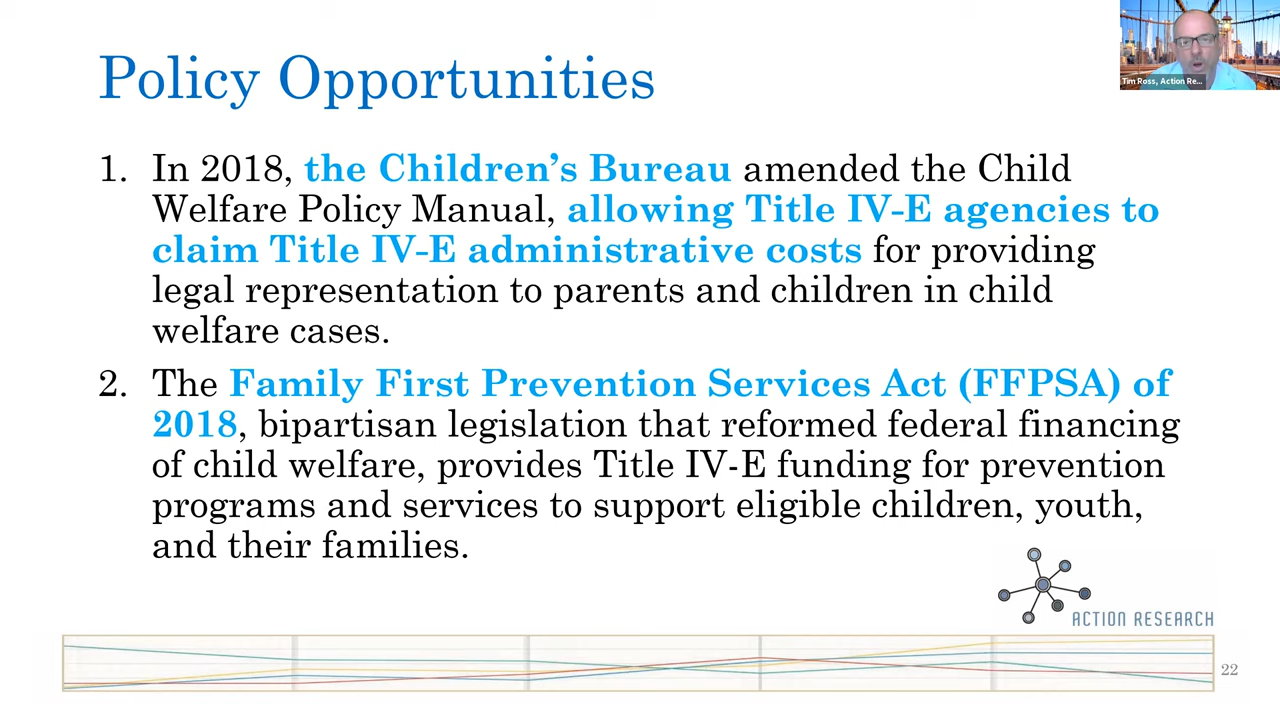 Policy Opportunities
Tim Ross, Action Re...
1. In 2018, the Children’s Bureau amended the Child
Welfare Policy Manual, allowing Title IV-E agencies to
claim Title IV-E administrative costs for providing
legal representation to parents and children in child
welfare cases.
2. The Family First Prevention Services Act (FFPSA) of
2018, bipartisan legislation that reformed federal financing
of child welfare, provides Title IV-E funding for prevention
programs and services to support eligible children, youth,
and their families.
ACTION RESEARCH
22